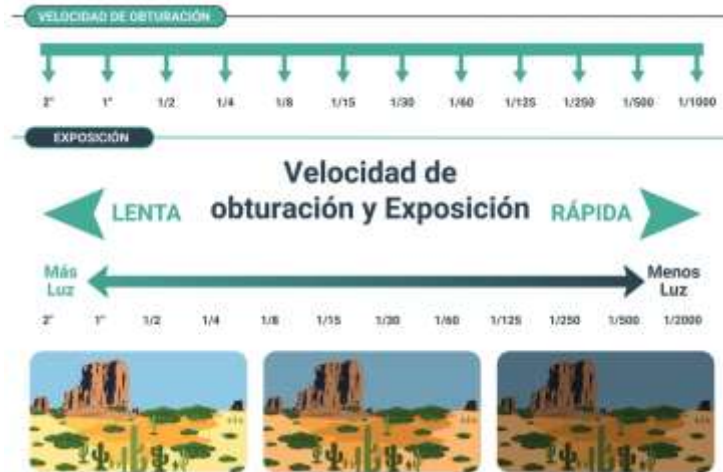 VELOCIDAD DE OBTURACIÓN
2" 1" 1/2 1/4 1/8 1/15 1/30 1/60 1/125 1/250 1/500 1/1000
EXPOSICIÓN
Velocidad de
obturación y Exposición
LENTA
RÁPIDA
Más
Luz
Menos
Luz
2" 1" 1/2 1/4 1/8 1/15 1/30 1/60 1/125 1/250 1/500 1/2000